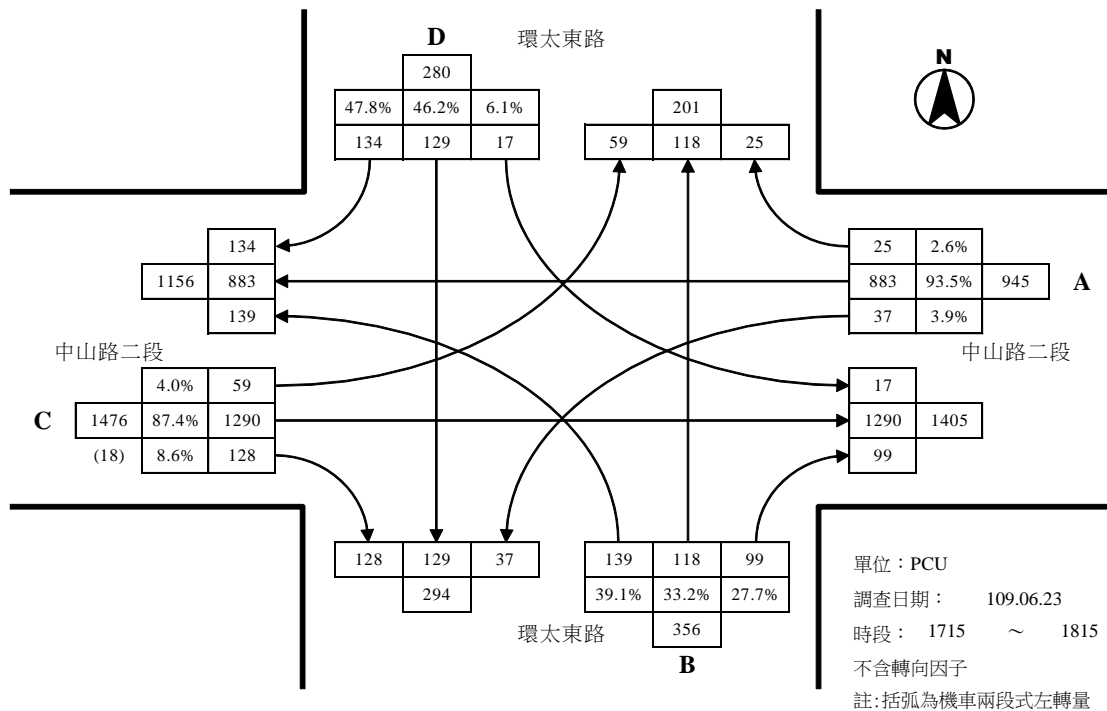 D
環太東路
N
280
47.8% 46.2% 6.1%
134 129 17
201
59 118 25
134
1156 883
139
25 2.6%
883 93.5% 945
37 3.9%
A
中山路二段
中山路二段
4.0% 59
C 1476 87.4% 1290
(18) 8.6% 128
17
1290 1405
99
128 129 37
294
139 118 99
39.1% 33.2% 27.7%
356
環太東路
B
單位：PCU
調查日期： 109.06.23
時段： 1715 ～ 1815
不含轉向因子
註:括弧為機車兩段式左轉量